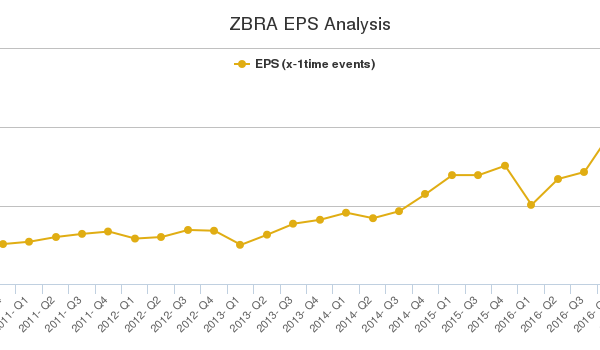 ZBRA EPS Analysis
EPS (x-1time events)
2011- Q1
2011- Q2
2011- Q3
2011- Q4
2012- Q1
2012- Q2
2012- Q3
2012- Q4
2013- Q1
2013- Q2
2013- Q3
2013- Q4
2014- Q1
2014- Q2
2014- Q3
2014- Q4
2015- Q1
2015- Q2
2015- Q3
2015- Q4
2016- Q1
2016- Q2
2016- Q3
2016-